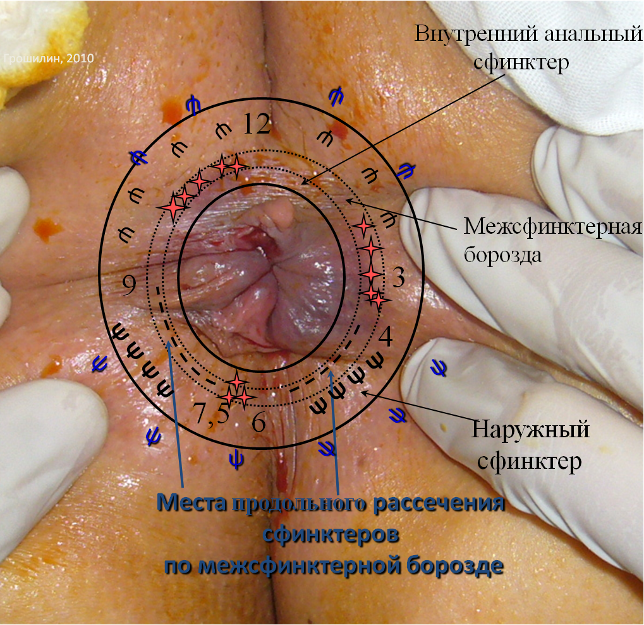 Внутренний анальный
сфинктер
Грошилин, 2010
12
Межсфинктерная
борозда
9
3
4
7,5
6
Наружный
сфинктер
Места продольного рассечения
сфинктеров
по межсфинктерной борозде